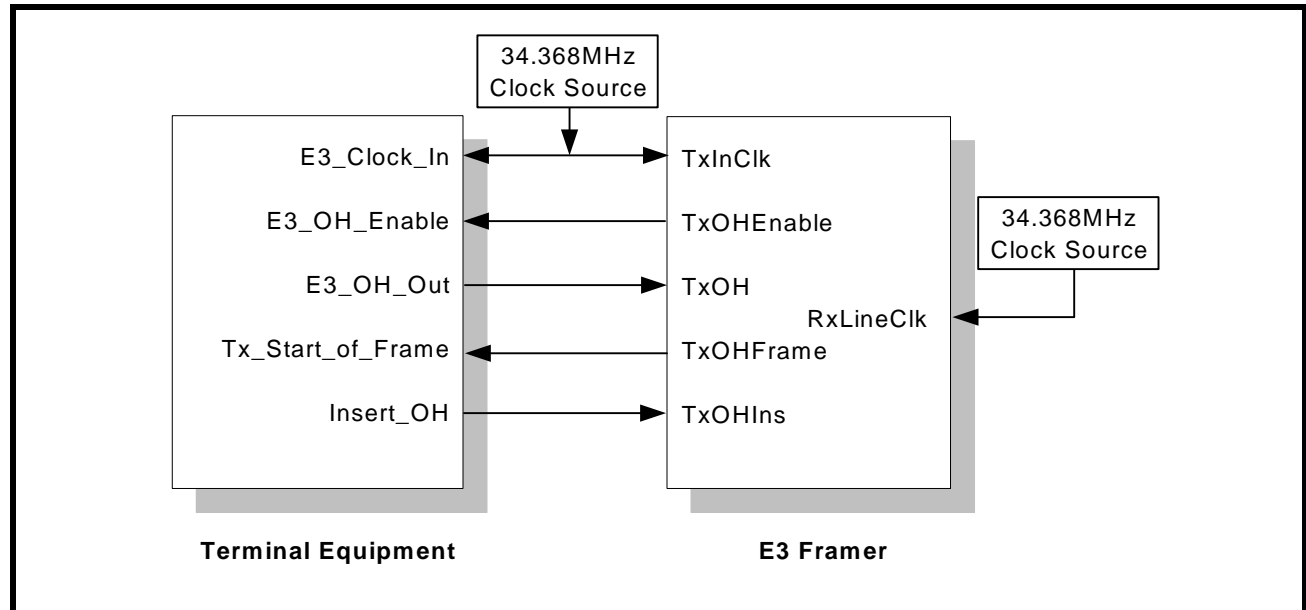 34.368MHz
Clock Source
E3_Clock_In
TxInClk
E3_OH_Enable
TxOHEnable
34.368MHz
Clock Source
E3_OH_Out
TxOH
RxLineClk
Tx_Start_of_Frame
TxOHFrame
Insert_OH
TxOHIns
Terminal Equipment
E3 Framer